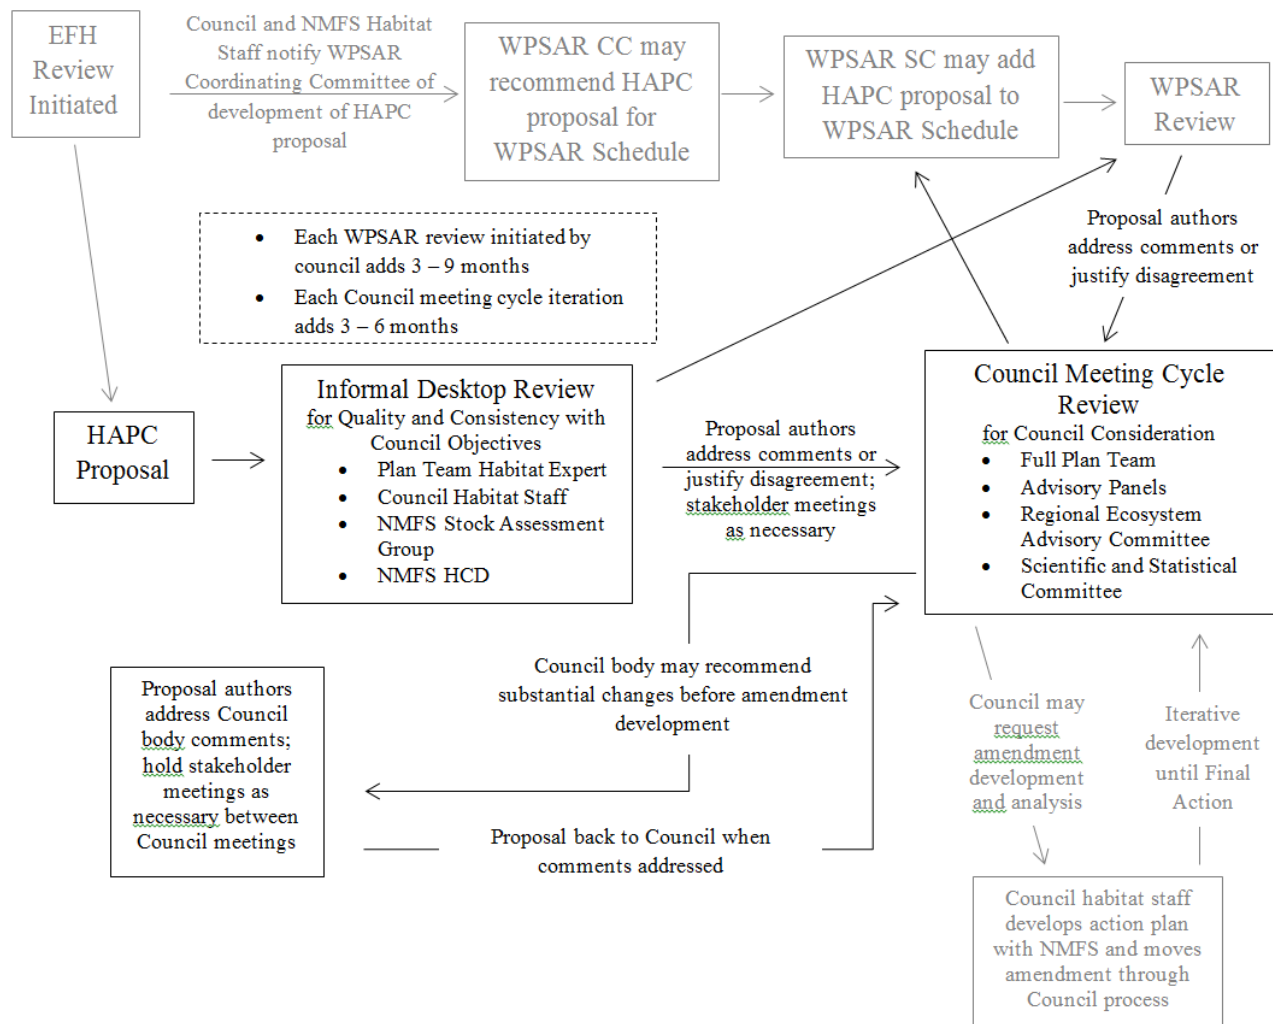 EFH
Review
Initiated
Council and NMFS Habitat
Staff notify WPSAR
Coordinating Committee of
development of HAPC
proposal
WPSAR CC may
recommend HAPC
proposal for
WPSAR Schedule
WPSAR SC may add
HAPC proposal to
WPSAR Schedule
WPSAR
Review
Proposal authors
address comments or
justify disagreement
• Each WPSAR review initiated by
council adds 3 – 9 months
• Each Council meeting cycle iteration
adds 3 – 6 months
HAPC
Proposal
Informal Desktop Review
for Quality and Consistency with
Council Objectives
• Plan Team Habitat Expert
• Council Habitat Staff
• NMFS Stock Assessment
Group
• NMFS HCD
Proposal authors
address comments or
justify disagreement;
stakeholder meetings
as necessary
Council Meeting Cycle
Review
for Council Consideration
• Full Plan Team
• Advisory Panels
• Regional Ecosystem
Advisory Committee
• Scientific and Statistical
Committee
Council body may recommend
substantial changes before amendment
development
Proposal authors
address Council
body comments;
hold stakeholder
meetings as
necessary between
Council meetings
Proposal back to Council when
comments addressed
Council may
request
amendment
development
and analysis
Iterative
development
until Final
Action
Council habitat staff
develops action plan
with NMFS and moves
amendment through
Council process